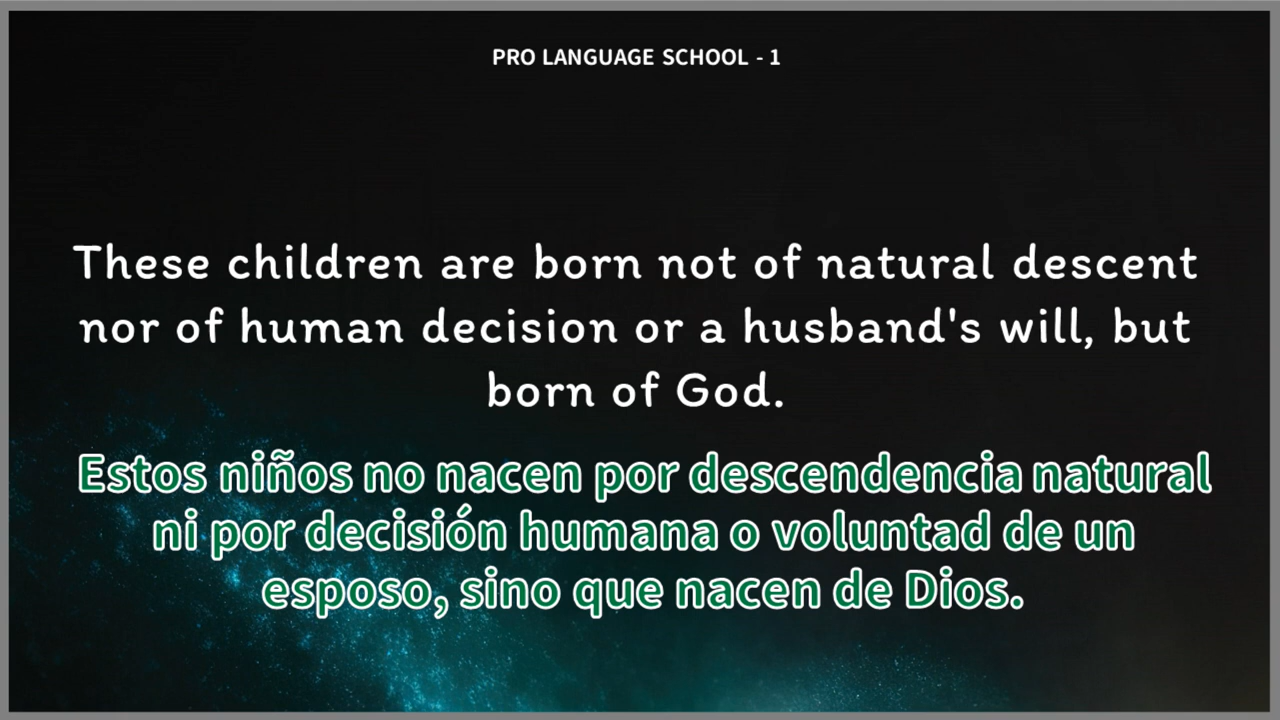 PRO LANGUAGE SCHOOL - 1
These children are born not of natural descent
nor of human decision or a husband's will, but
born of God.
Estos niños no nacen por descendencia natural
ni por decisión humana o voluntad de un
esposo, sino que nacen de Dios.